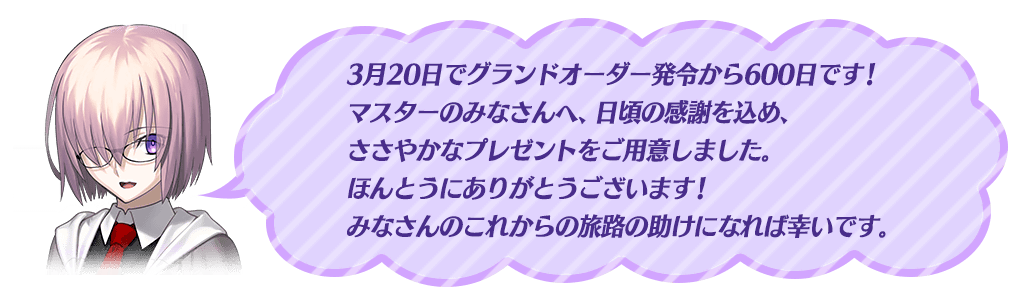 3月20日でグランドオーダー発令から600日です!
マスターのみなさんへ、日頃の感謝を込め、
ささやかなプレゼントをご用意しました。
ほんとうにありがとうございます!
みなさんのこれからの旅路の助けになれば幸いです。